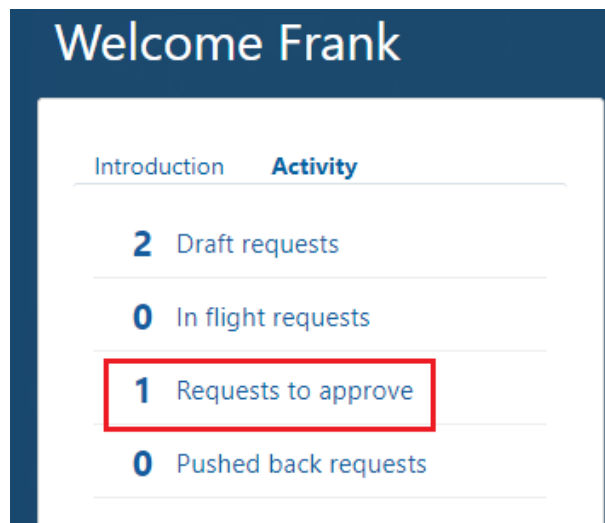 Welcome Frank
Introduction Activity
2 Draft requests
0 In flight requests
1 Requests to approve
0 Pushed back requests